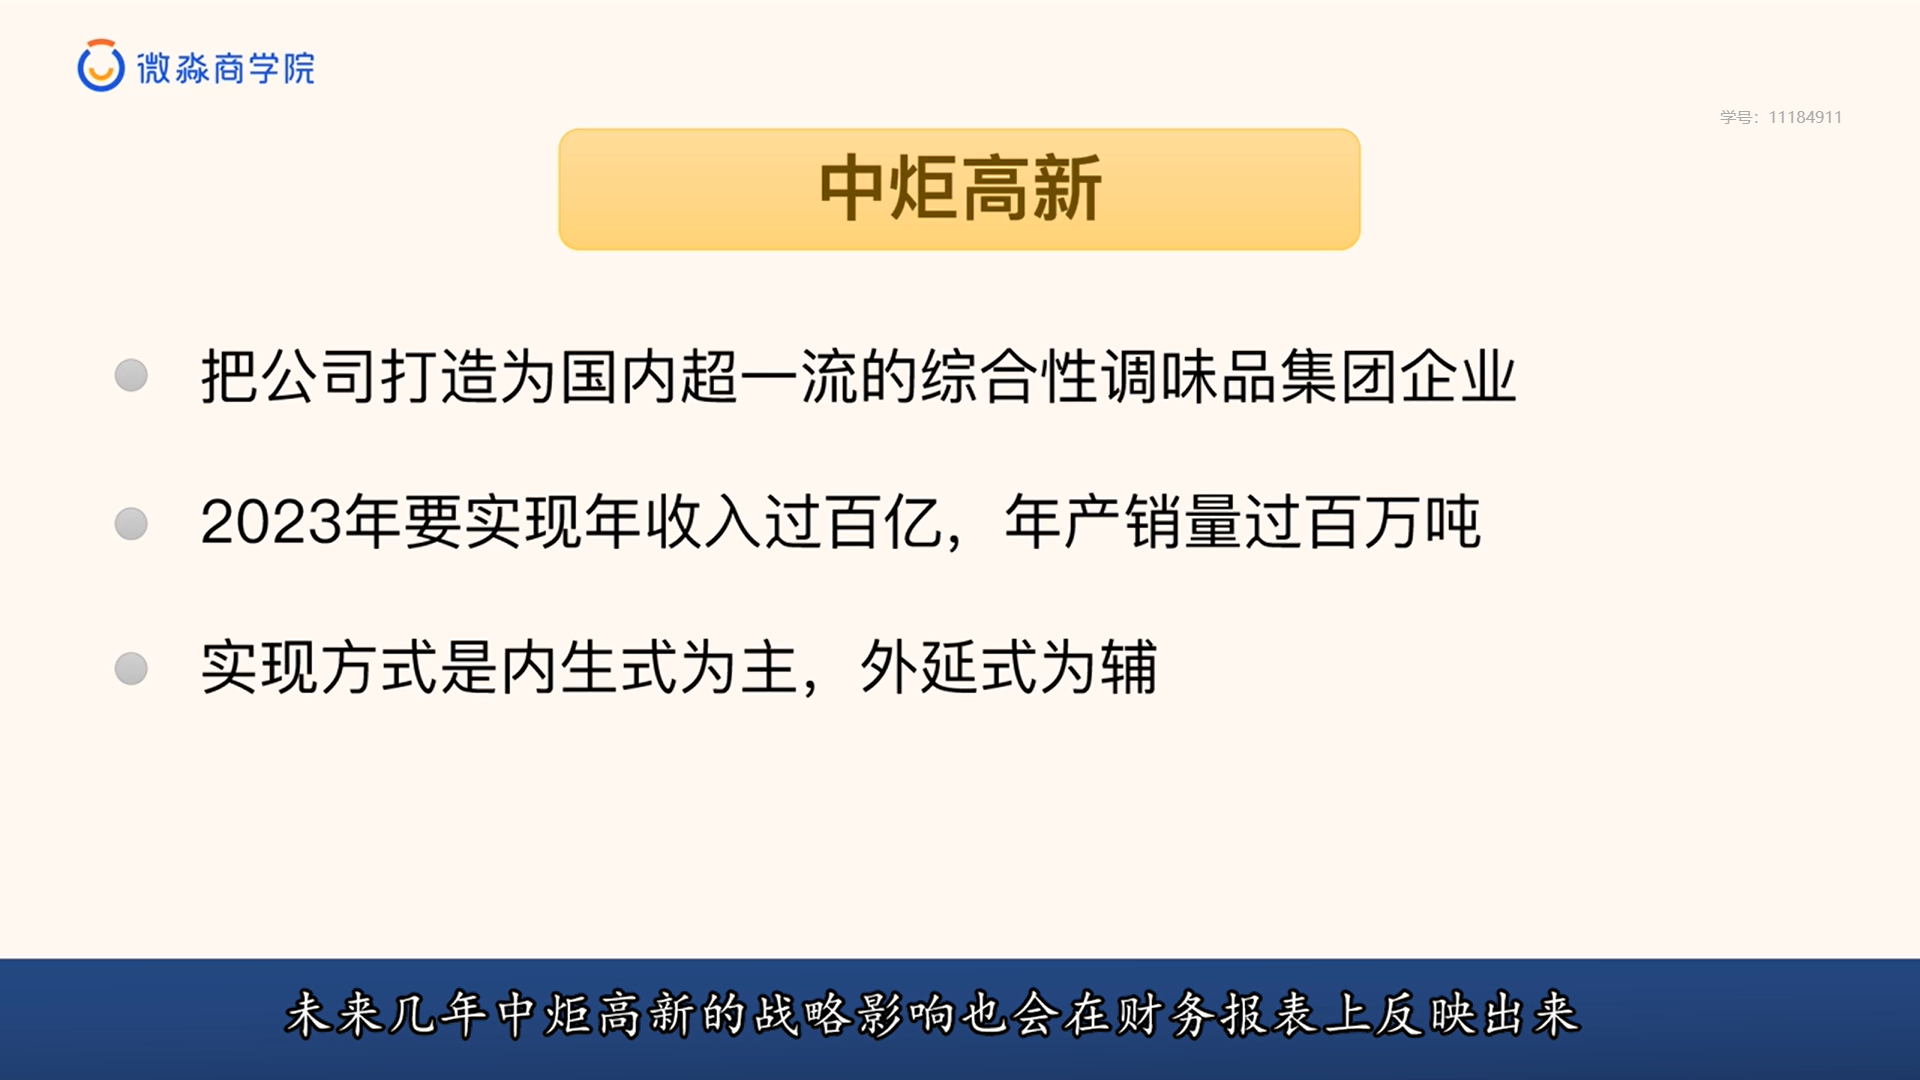 微淼商学院
学号：11184911
中炬高新
把公司打造为国内超一流的综合性调味品集团企业
2023年要实现年收入过百亿，年产销量过百万吨
实现方式是内生式为主，外延式为辅
未来几年中炬高新的战略影响也会在财务报表上反映出来